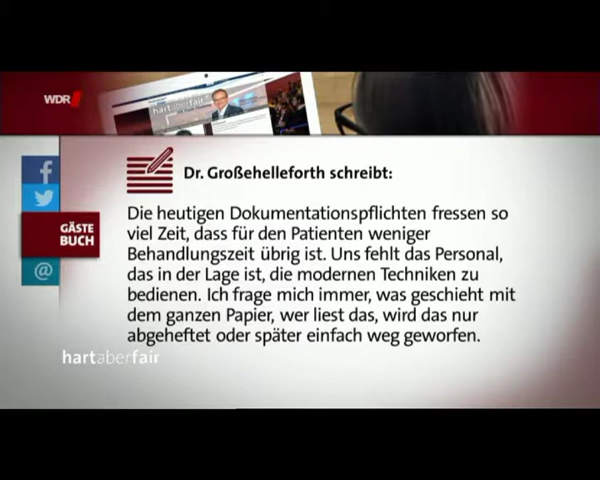 WDR
hartaberfair
Dr. Großehelleforth schreibt:
GÄSTE
BUCH
@
Die heutigen Dokumentationspflichten fressen so
viel Zeit, dass für den Patienten weniger
Behandlungszeit übrig ist. Uns fehlt das Personal,
das in der Lage ist, die modernen Techniken zu
bedienen. Ich frage mich immer, was geschieht mit
dem ganzen Papier, wer liest das, wird das nur
abgeheftet oder später einfach weg geworfen.
hartaberfair